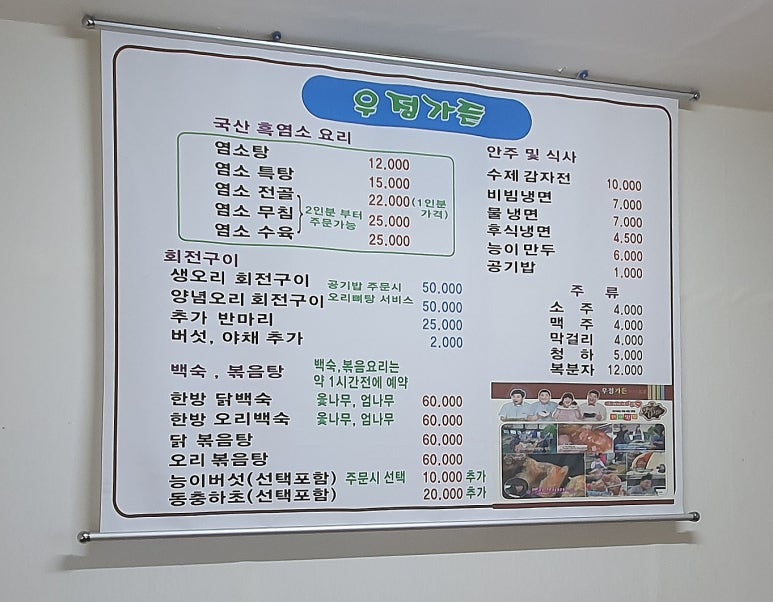 우정가든
국산 흑염소 요리
염소탕 12,000
염소 특탕 15,000
염소 전골 22,000 (1인분 가격)
염소 무침 25,000
염소 수육 25,000
2인분 부터 주문가능
회전구이
생오리 회전구이 50,000
양념오리 회전구이 50,000
공기밥 주문시
오리뼈탕 서비스
추가 반마리 25,000
버섯, 야채 추가 2,000
백숙, 볶음탕
백숙,볶음요리는
약 1시간전에 예약
한방 닭백숙 옻나무, 엄나무 60,000
한방 오리백숙 옻나무, 엄나무 60,000
닭 볶음탕 60,000
오리 볶음탕 60,000
능이버섯(선택포함) 주문시 선택 10,000 추가
동충하초(선택포함) 20,000 추가
안주 및 식사
수제 감자전 10,000
비빔냉면 7,000
물 냉면 7,000
후식냉면 4,500
능이 만두 6,000
공기밥 1,000
주 류
소 주 4,000
맥 주 4,000
막걸리 4,000
청 하 5,000
복분자 12,000
우정가든